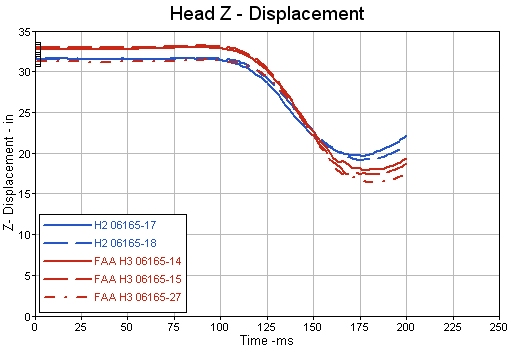 Head Z - Displacement
Z- Displacement - in
35
30
25
20
15
10
5
0
H2 06165-17
H2 06165-18
FAA H3 06165-14
FAA H3 06165-15
FAA H3 06165-27
0 25 50 75 100 125 150 175 200 225 250
Time -ms